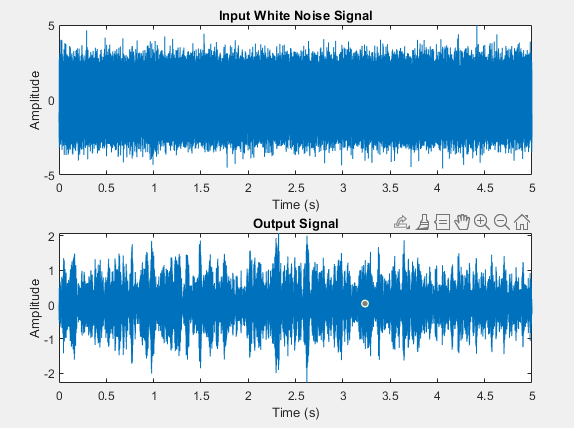 Input White Noise Signal
5
0
-5
Amplitude
0 0.5 1 1.5 2 2.5 3 3.5 4 4.5 5
Time (s)
Output Signal
2
1
0
-1
-2
Amplitude
0 0.5 1 1.5 2 2.5 3 3.5 4 4.5 5
Time (s)